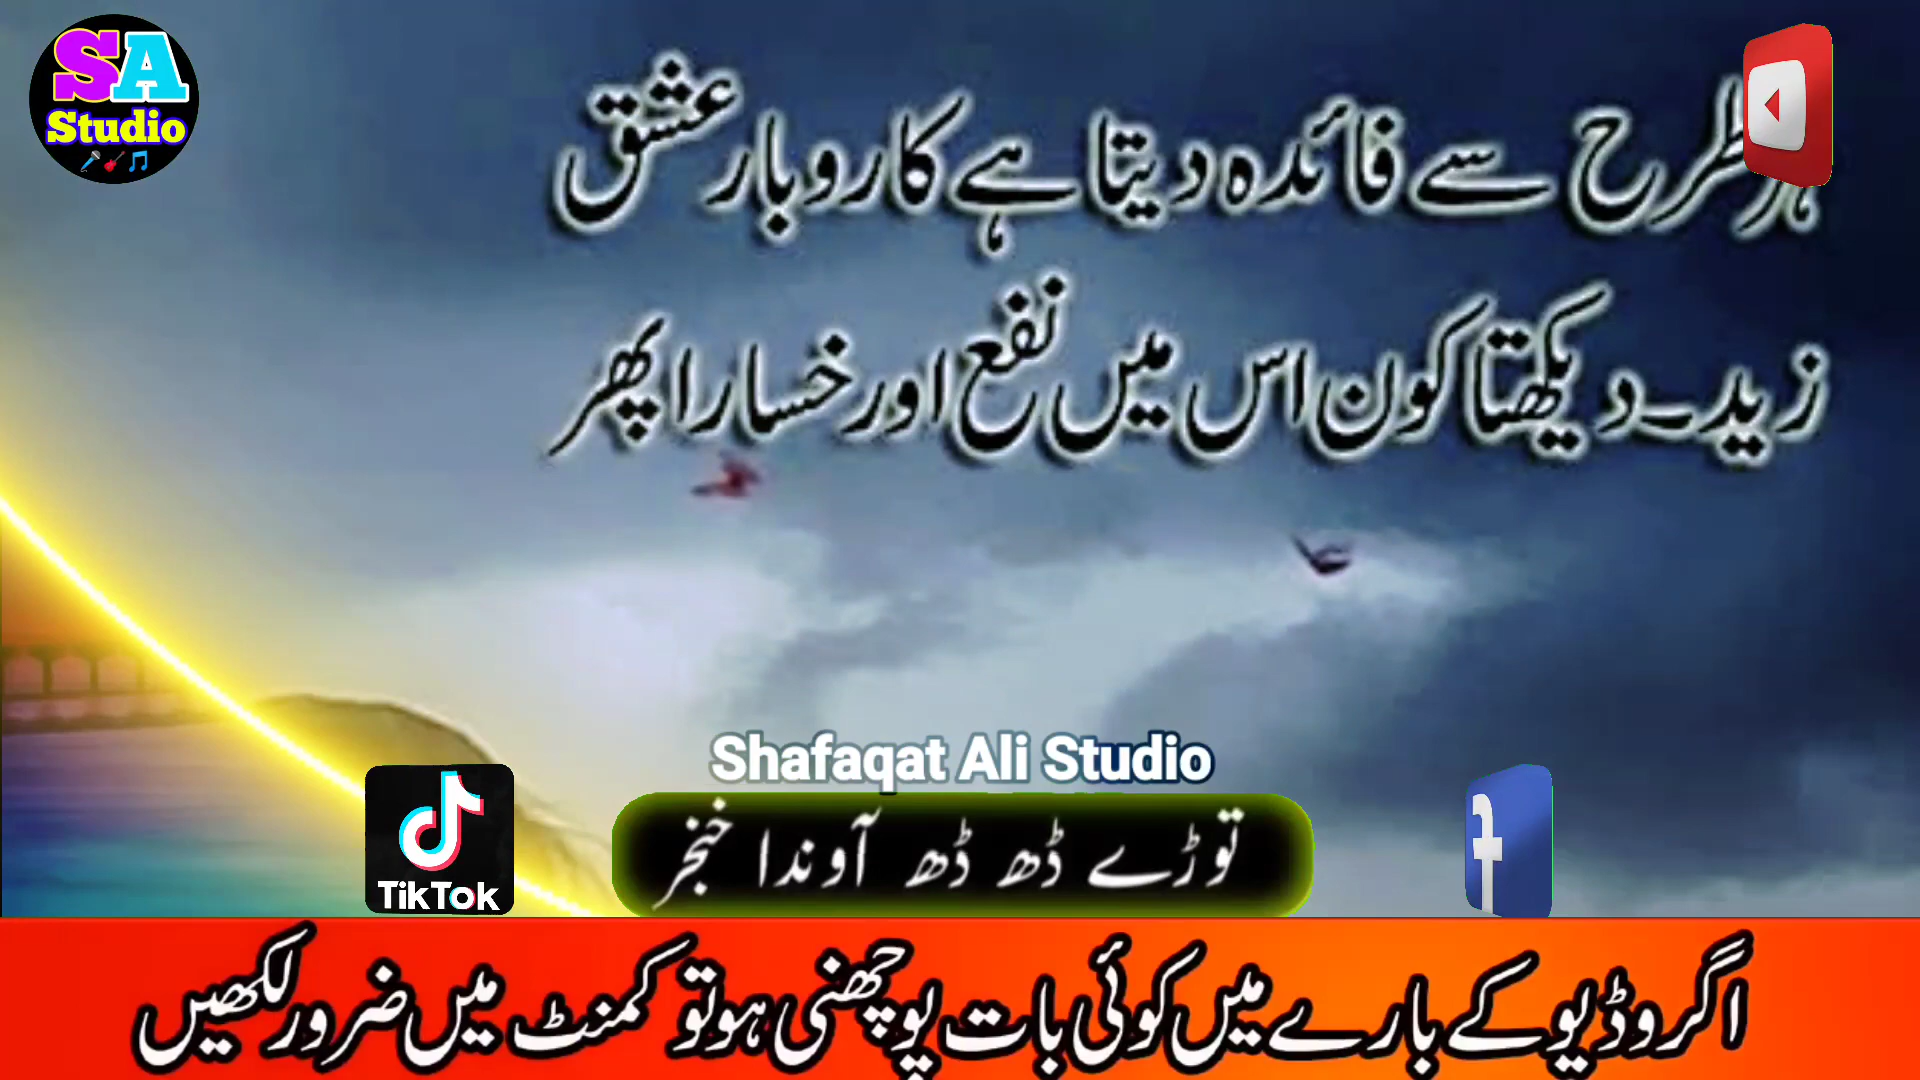 SA
Studio
ہر طرح سے فائدہ دیتا ہے کاروبار عشق
زید۔ دیکھتا کون اس میں نفع اور خسارا پھر
Shafaqat Ali Studio
توڑے ڈھ ڈھ آوندا خنجر
TikTok
f
اگر وڈیو کے بارے میں کوئی بات پوچھنی ہو تو کمنٹ میں ضرور لکھیں